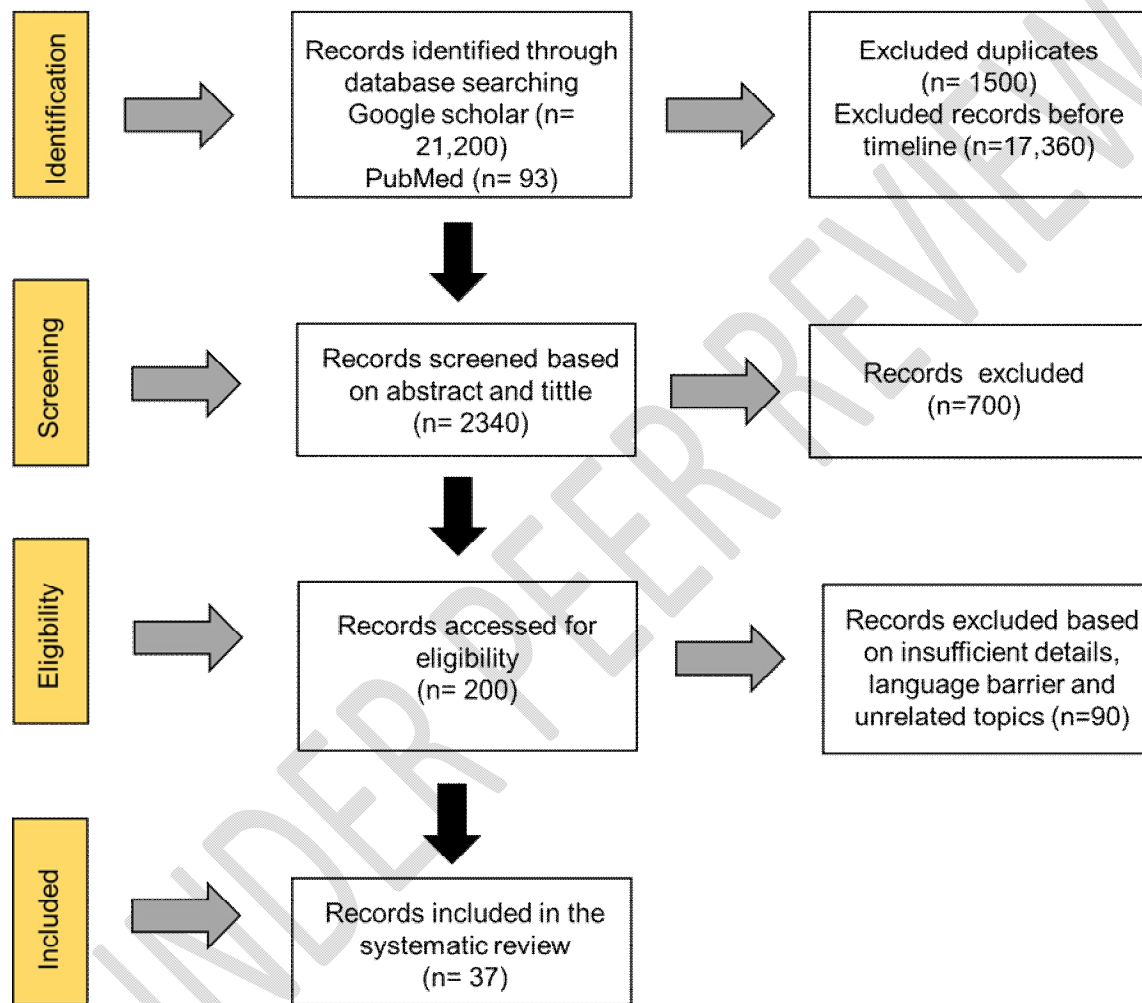 Identification
Records identified through
database searching
Google scholar (n=
21,200)
PubMed (n= 93)
Excluded duplicates
(n= 1500)
Excluded records before
timeline (n=17,360)
Screening
Records screened based
on abstract and tittle
(n= 2340)
Records excluded
(n=700)
Eligibility
Records accessed for
eligibility
(n= 200)
Records excluded based
on insufficient details,
language barrier and
unrelated topics (n=90)
Included
Records included in the
systematic review
(n= 37)
UNDER PEER REVIEW